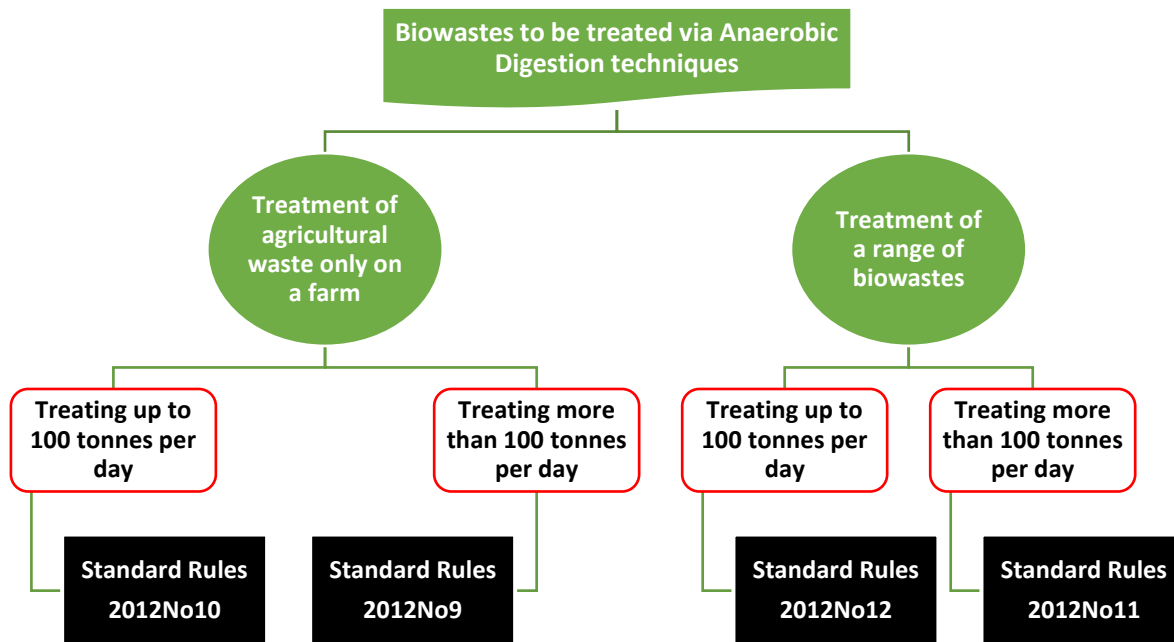 Biowastes to be treated via Anaerobic
Digestion techniques
Treatment of
agricultural
waste only on
a farm
Treatment of
a range of
biowastes
Treating up to
100 tonnes per
day
Treating more
than 100 tonnes
per day
Treating up to
100 tonnes per
day
Treating more
than 100 tonnes
per day
Standard Rules
2012No10
Standard Rules
2012No9
Standard Rules
2012No12
Standard Rules
2012No11